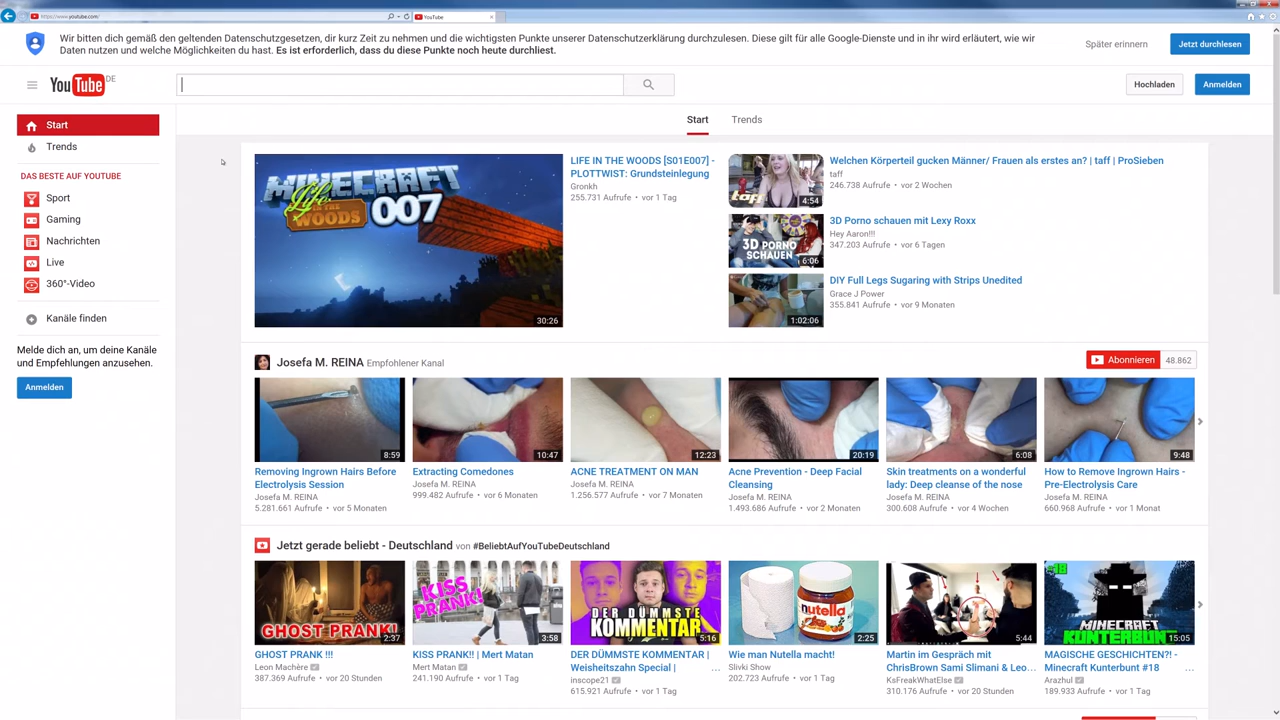 https://www.youtube.com/
YouTube
Wir bitten dich gemäß den geltenden Datenschutzgesetzen, dir kurz Zeit zu nehmen und die wichtigsten Punkte unserer Datenschutzerklärung durchzulesen. Diese gilt für alle Google-Dienste und in ihr wird erläutert, wie wir
Daten nutzen und welche Möglichkeiten du hast. Es ist erforderlich, dass du diese Punkte noch heute durchliest.
Später erinnern
Jetzt durchlesen
YouTube DE
Hochladen
Anmelden
Start
Trends
Start
Trends
DAS BESTE AUF YOUTUBE
Sport
Gaming
Nachrichten
Live
360°-Video
Kanäle finden
Melde dich an, um deine Kanäle
und Empfehlungen anzusehen.
Anmelden
MINECRAFT
Life IN THE WOODS
007
30:26
LIFE IN THE WOODS [S01E007] -
PLOTTWIST: Grundsteinlegung
Gronkh
255.731 Aufrufe • vor 1 Tag
taff
4:54
Welchen Körperteil gucken Männer/ Frauen als erstes an? | taff | ProSieben
taff
246.738 Aufrufe • vor 2 Wochen
3D PORNO
SCHAUEN
6:06
3D Porno schauen mit Lexy Roxx
Hey Aaron!!!
347.203 Aufrufe • vor 6 Tagen
1:02:06
DIY Full Legs Sugaring with Strips Unedited
Grace J Power
355.841 Aufrufe • vor 9 Monaten
Josefa M. REINA Empfohlener Kanal
Abonnieren
48.862
8:59
10:47
12:23
20:19
6:08
9:48
Removing Ingrown Hairs Before
Electrolysis Session
Josefa M. REINA
5.281.661 Aufrufe • vor 5 Monaten
Extracting Comedones
Josefa M. REINA
999.482 Aufrufe • vor 6 Monaten
ACNE TREATMENT ON MAN
Josefa M. REINA
1.256.577 Aufrufe • vor 7 Monaten
Acne Prevention - Deep Facial
Cleansing
Josefa M. REINA
1.493.686 Aufrufe • vor 2 Monaten
Skin treatments on a wonderful
lady: Deep cleanse of the nose
Josefa M. REINA
300.608 Aufrufe • vor 4 Wochen
How to Remove Ingrown Hairs -
Pre-Electrolysis Care
Josefa M. REINA
660.968 Aufrufe • vor 1 Monat
Jetzt gerade beliebt - Deutschland von #BeliebtAufYouTubeDeutschland
GHOST PRANK!
2:37
KISS
PRANK!
3:58
DER DÜMMSTE
KOMMENTAR
5:16
nutella
2:25
5:44
#18
MINECRAFT
KUNTERBUNT
15:05
GHOST PRANK !!!
Leon Machère
387.369 Aufrufe • vor 20 Stunden
KISS PRANK!! | Mert Matan
Mert Matan
241.190 Aufrufe • vor 1 Tag
DER DÜMMSTE KOMMENTAR |
Weisheitszahn Special | ...
inscope21
615.921 Aufrufe • vor 1 Tag
Wie man Nutella macht!
Slivki Show
202.723 Aufrufe • vor 1 Tag
Martin im Gespräch mit
ChrisBrown Sami Slimani & Leo...
KsFreakWhatElse
310.176 Aufrufe • vor 20 Stunden
MAGISCHE GESCHICHTEN?! -
Minecraft Kunterbunt #18 ...
Arazhul
189.933 Aufrufe • vor 1 Tag